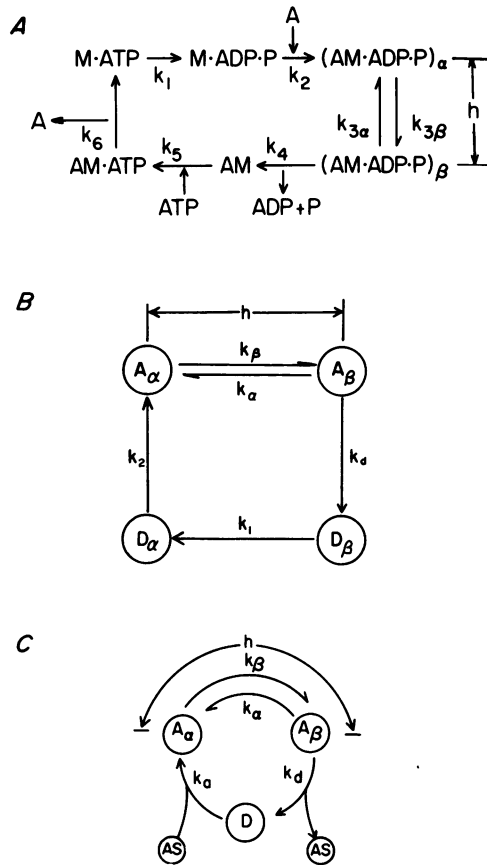 A
A
M·ATP k₁ M·ADP·P k₂ (AM·ADP·P)α
A k₆ k₃α k₃β h
AM·ATP k₅ AM k₄ (AM·ADP·P)β
ATP ADP+P
B
h
Aα kβ kα Aβ
k₂ kd
Dα k₁ Dβ
C
h
kβ
kα
Aα Aβ
ka kd
D
AS AS